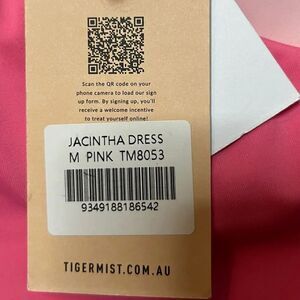 Scan the QR code on your
phone camera to load our sign
up form. By signing up, you'll
receive a welcome incentive
to treat yourself online!
JACINTHA DRESS
M PINK TM8053
9349188186542
TIGERMIST.COM.AU